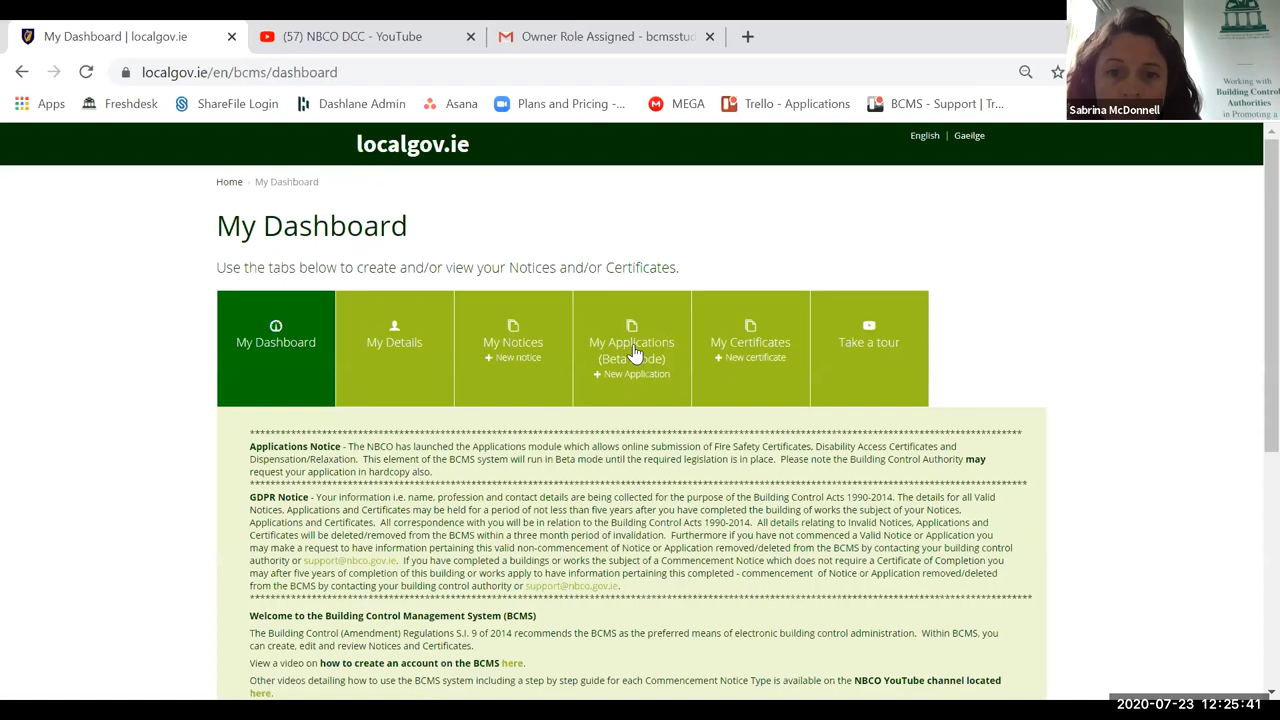 My Dashboard | localgov.ie
(57) NBCO DCC - YouTube
Owner Role Assigned - bcmsstud
localgov.ie/en/bcms/dashboard
Apps
Freshdesk
ShareFile Login
Dashlane Admin
Asana
Plans and Pricing -...
MEGA
Trello - Applications
BCMS - Support | Tr...
Working with
Building Control
Authorities
in Promoting a
Sabrina McDonnell
localgov.ie
English | Gaeilge
Home › My Dashboard
My Dashboard
Use the tabs below to create and/or view your Notices and/or Certificates.
My Dashboard
My Details
My Notices
+ New notice
My Applications
(Beta Mode)
+ New Application
My Certificates
+ New certificate
Take a tour
Applications Notice - The NBCO has launched the Applications module which allows online submission of Fire Safety Certificates, Disability Access Certificates and
Dispensation/Relaxation. This element of the BCMS system will run in Beta mode until the required legislation is in place. Please note the Building Control Authority may
request your application in hardcopy also.
GDPR Notice - Your information i.e. name, profession and contact details are being collected for the purpose of the Building Control Acts 1990-2014. The details for all Valid
Notices, Applications and Certificates may be held for a period of not less than five years after you have completed the building of works the subject of your Notices,
Applications and Certificates. All correspondence with you will be in relation to the Building Control Acts 1990-2014. All details relating to Invalid Notices, Applications and
Certificates will be deleted/removed from the BCMS within a three month period of invalidation. Furthermore if you have not commenced a Valid Notice or Application you
may make a request to have information pertaining this valid non-commencement of Notice or Application removed/deleted from the BCMS by contacting your building control
authority or support@nbco.gov.ie. If you have completed a buildings or works the subject of a Commencement Notice which does not require a Certificate of Completion you
may after five years of completion of this building or works apply to have information pertaining this completed - commencement of Notice or Application removed/deleted
from the BCMS by contacting your building control authority or support@nbco.gov.ie.
Welcome to the Building Control Management System (BCMS)
The Building Control (Amendment) Regulations S.I. 9 of 2014 recommends the BCMS as the preferred means of electronic building control administration. Within BCMS, you
can create, edit and review Notices and Certificates.
View a video on how to create an account on the BCMS here.
Other videos detailing how to use the BCMS system including a step by step guide for each Commencement Notice Type is available on the NBCO YouTube channel located
here.
2020-07-23 12:25:41